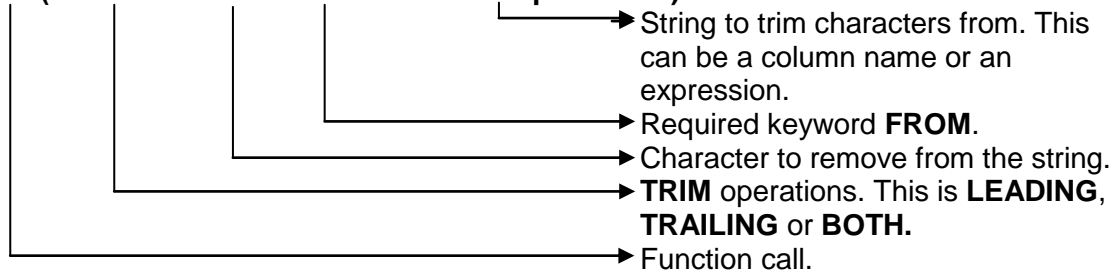 String to trim characters from. This
can be a column name or an
expression.
Required keyword FROM.
Character to remove from the string.
TRIM operations. This is LEADING,
TRAILING or BOTH.
Function call.